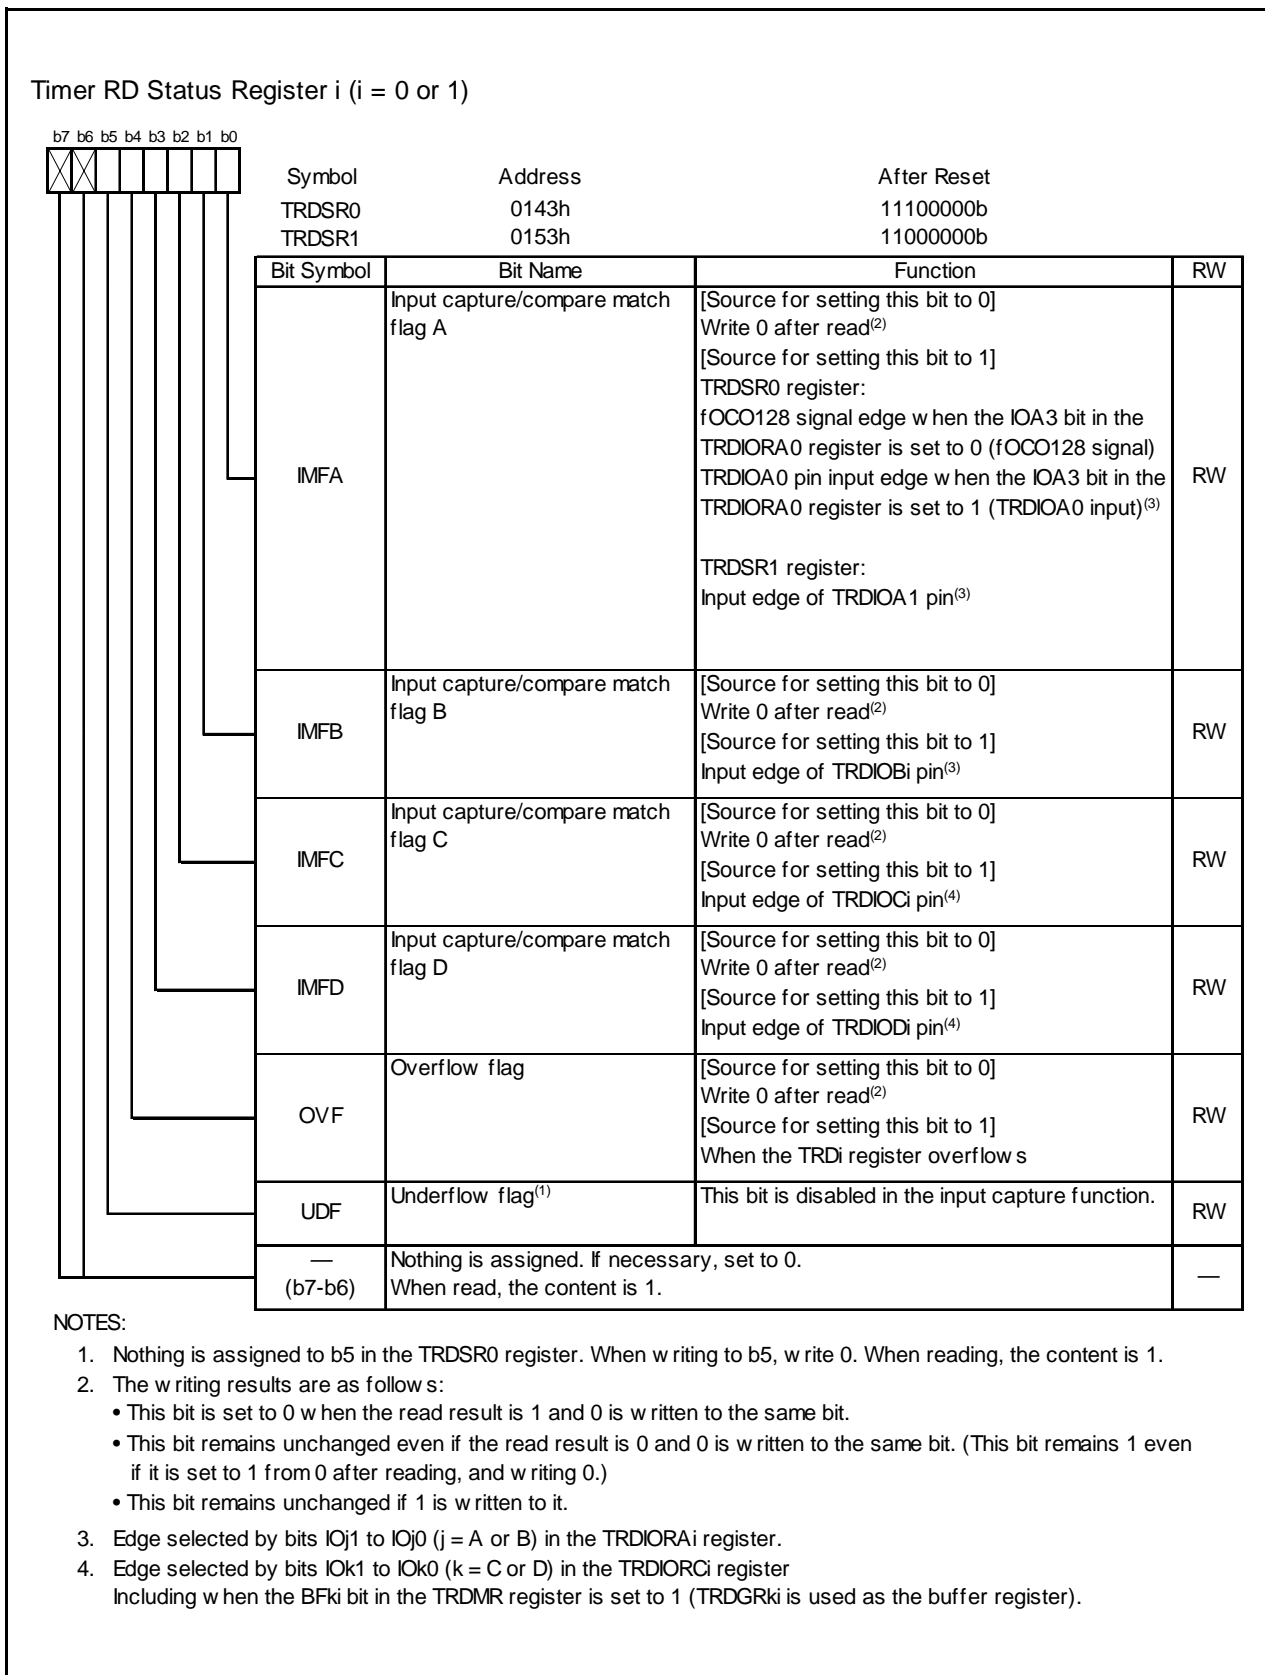 Timer RD Status Register i (i = 0 or 1)
b7 b6 b5 b4 b3 b2 b1 b0
Symbol Address After Reset
TRDSR0 0143h 11100000b
TRDSR1 0153h 11000000b
Bit Symbol Bit Name Function RW
IMFA Input capture/compare match flag A RW
[Source for setting this bit to 0]
Write 0 after read(2)
[Source for setting this bit to 1]
TRDSR0 register:
fOCO128 signal edge when the IOA3 bit in the
TRDIORA0 register is set to 0 (fOCO128 signal)
TRDIOA0 pin input edge when the IOA3 bit in the
TRDIORA0 register is set to 1 (TRDIOA0 input)(3)
TRDSR1 register:
Input edge of TRDIOA1 pin(3)
IMFB Input capture/compare match flag B RW
[Source for setting this bit to 0]
Write 0 after read(2)
[Source for setting this bit to 1]
Input edge of TRDIOBi pin(3)
IMFC Input capture/compare match flag C RW
[Source for setting this bit to 0]
Write 0 after read(2)
[Source for setting this bit to 1]
Input edge of TRDIOCi pin(4)
IMFD Input capture/compare match flag D RW
[Source for setting this bit to 0]
Write 0 after read(2)
[Source for setting this bit to 1]
Input edge of TRDIODi pin(4)
OVF Overflow flag RW
[Source for setting this bit to 0]
Write 0 after read(2)
[Source for setting this bit to 1]
When the TRDi register overflows
UDF Underflow flag(1) This bit is disabled in the input capture function. RW
— Nothing is assigned. If necessary, set to 0. —
(b7-b6) When read, the content is 1.
NOTES:
1. Nothing is assigned to b5 in the TRDSR0 register. When writing to b5, write 0. When reading, the content is 1.
2. The writing results are as follows:
• This bit is set to 0 when the read result is 1 and 0 is written to the same bit.
• This bit remains unchanged even if the read result is 0 and 0 is written to the same bit. (This bit remains 1 even
if it is set to 1 from 0 after reading, and writing 0.)
• This bit remains unchanged if 1 is written to it.
3. Edge selected by bits IOj1 to IOj0 (j = A or B) in the TRDIORAi register.
4. Edge selected by bits IOk1 to IOk0 (k = C or D) in the TRDIORCi register
Including when the BFki bit in the TRDMR register is set to 1 (TRDGRki is used as the buffer register).